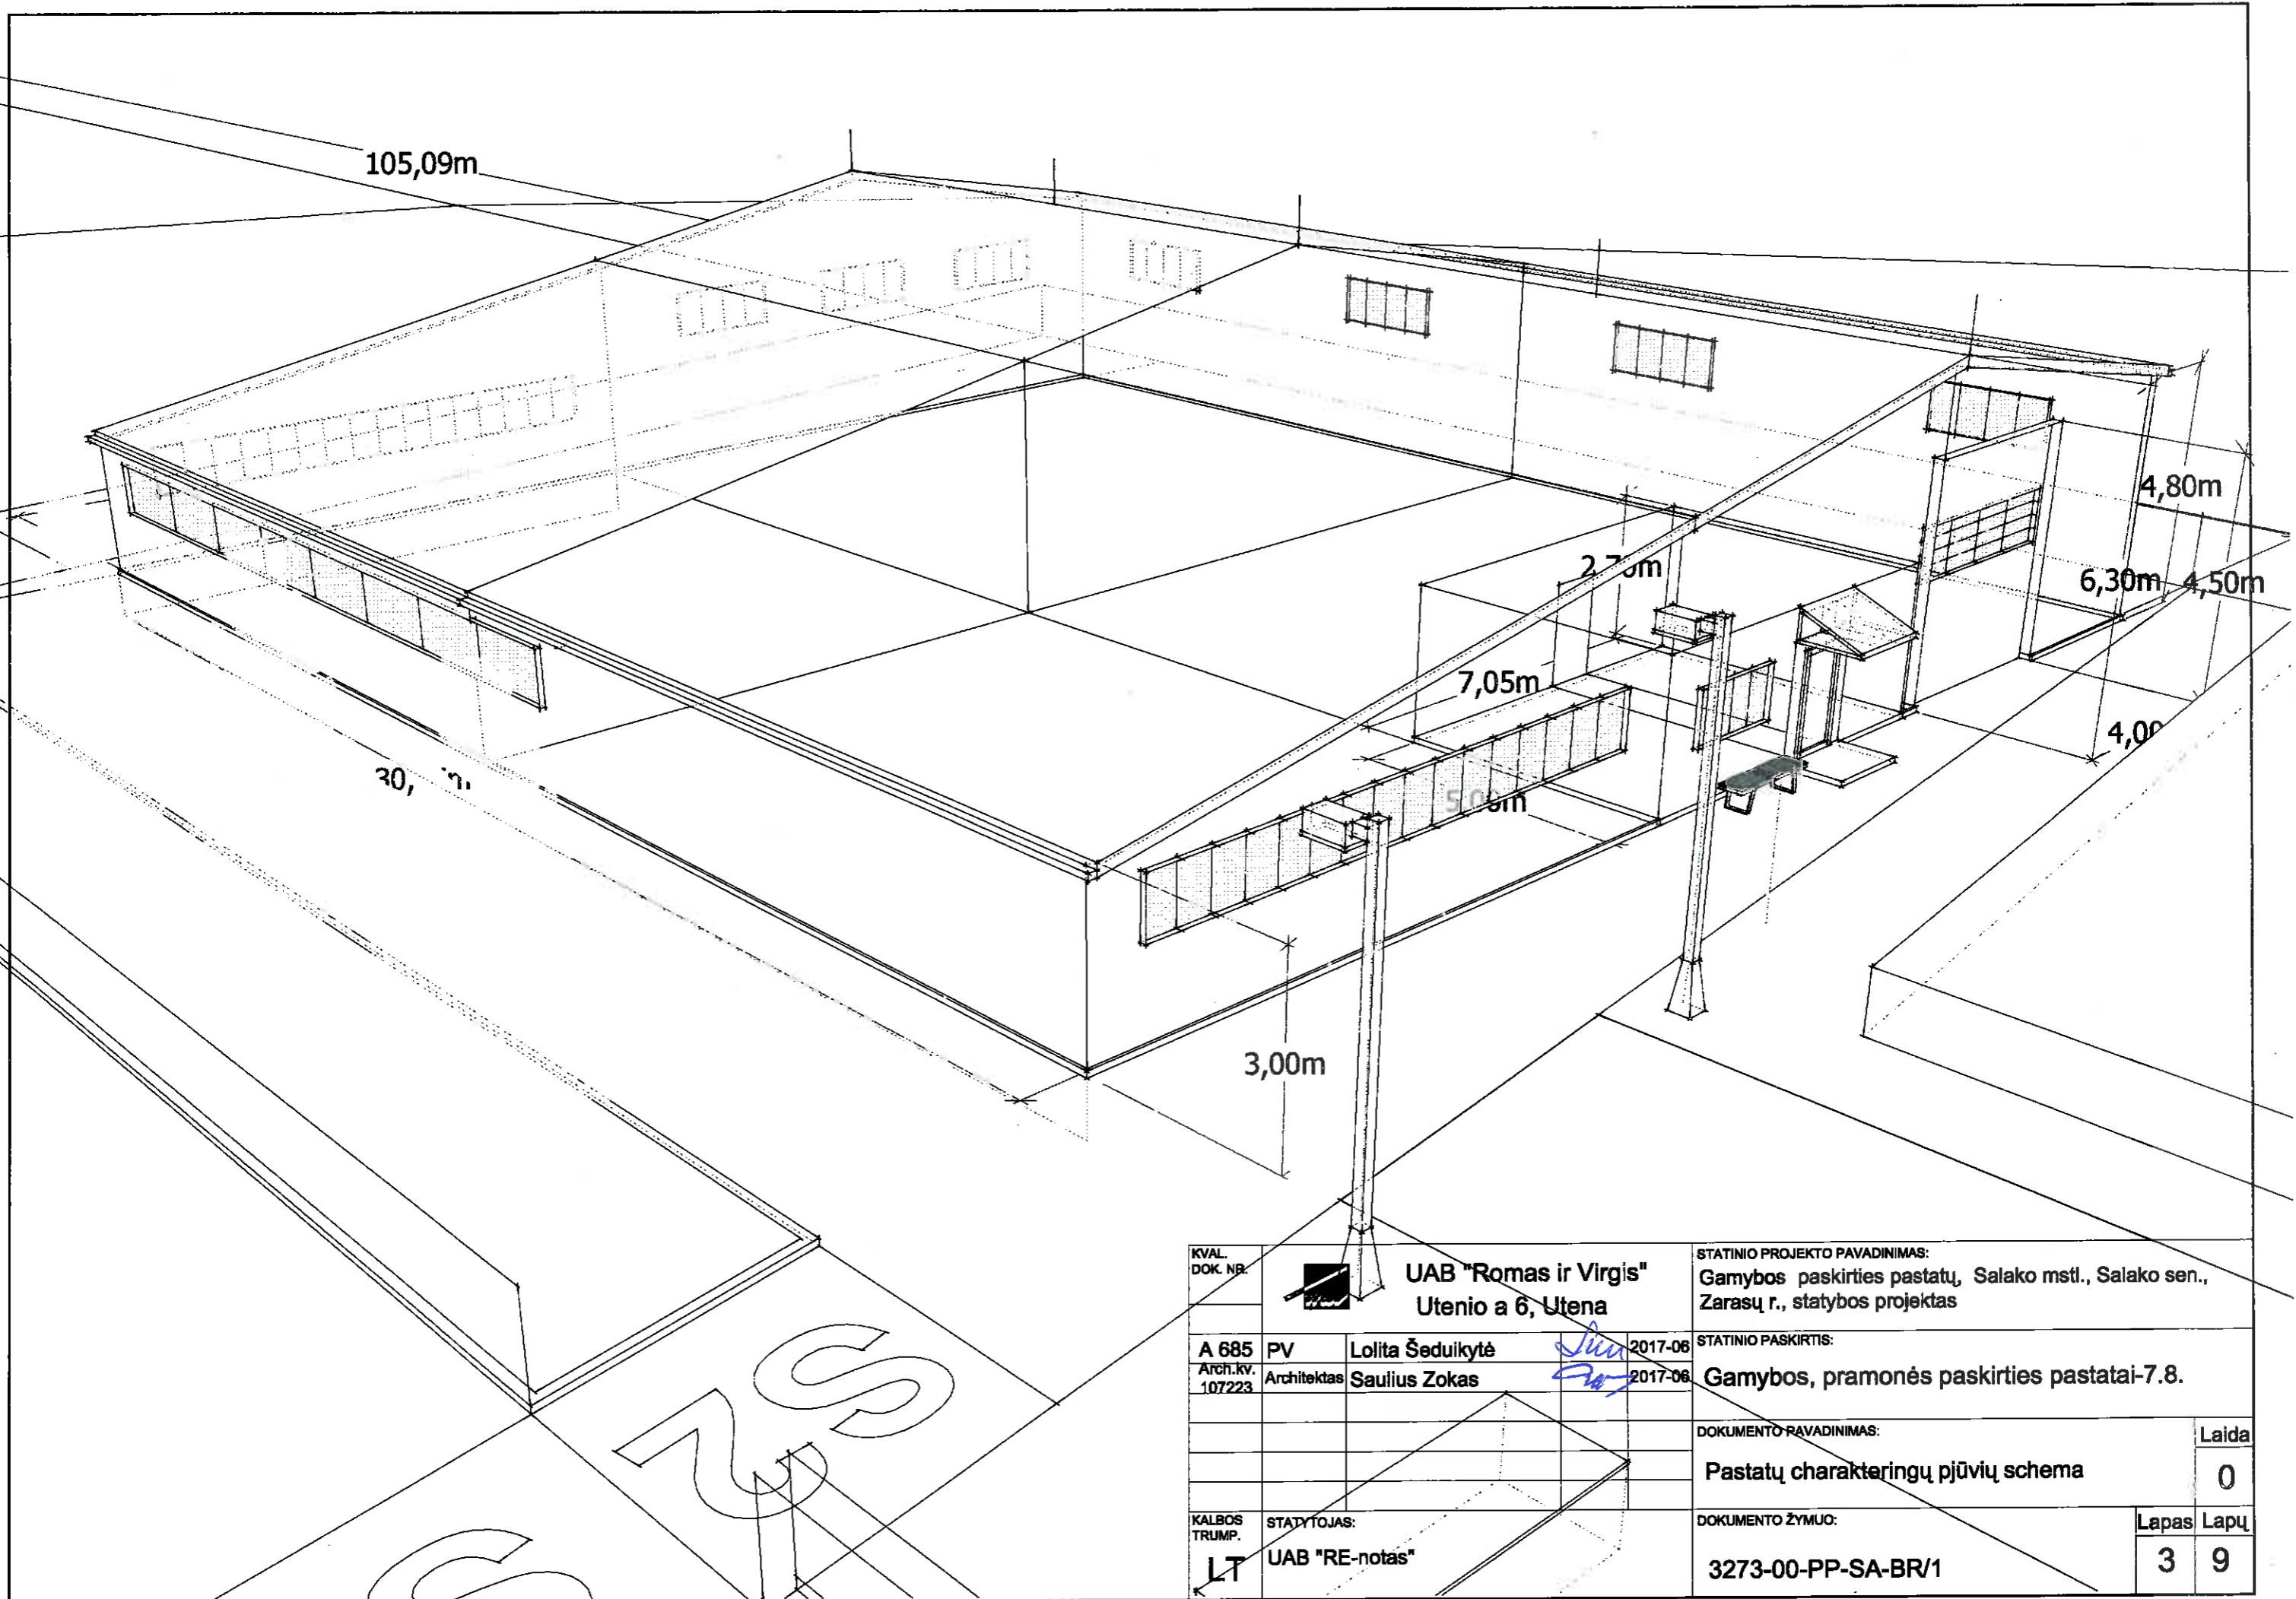 105,09m
4,80m
6,30m
4,50m
7,05m
4,00
30,
5,00m
3,00m
KVAL.
DOK. NR.
UAB "Romas ir Virgis"
Utenio a 6, Utena
STATINIO PROJEKTO PAVADINIMAS:
Gamybos paskirties pastatų, Salako mstl., Salako sen.,
Zarasų r., statybos projektas
A 685 PV Lolita Šeduikytė 2017-06
Arch.kv.
107223
Architektas Saulius Zokas 2017-06
STATINIO PASKIRTIS:
Gamybos, pramonės paskirties pastatai-7.8.
DOKUMENTO PAVADINIMAS:
Pastatų charakteringų pjūvių schema
Laida
0
KALBOS
TRUMP.
LT
STATYTOJAS:
UAB "RE-notas"
DOKUMENTO ŽYMUO:
3273-00-PP-SA-BR/1
Lapas Lapų
3 9